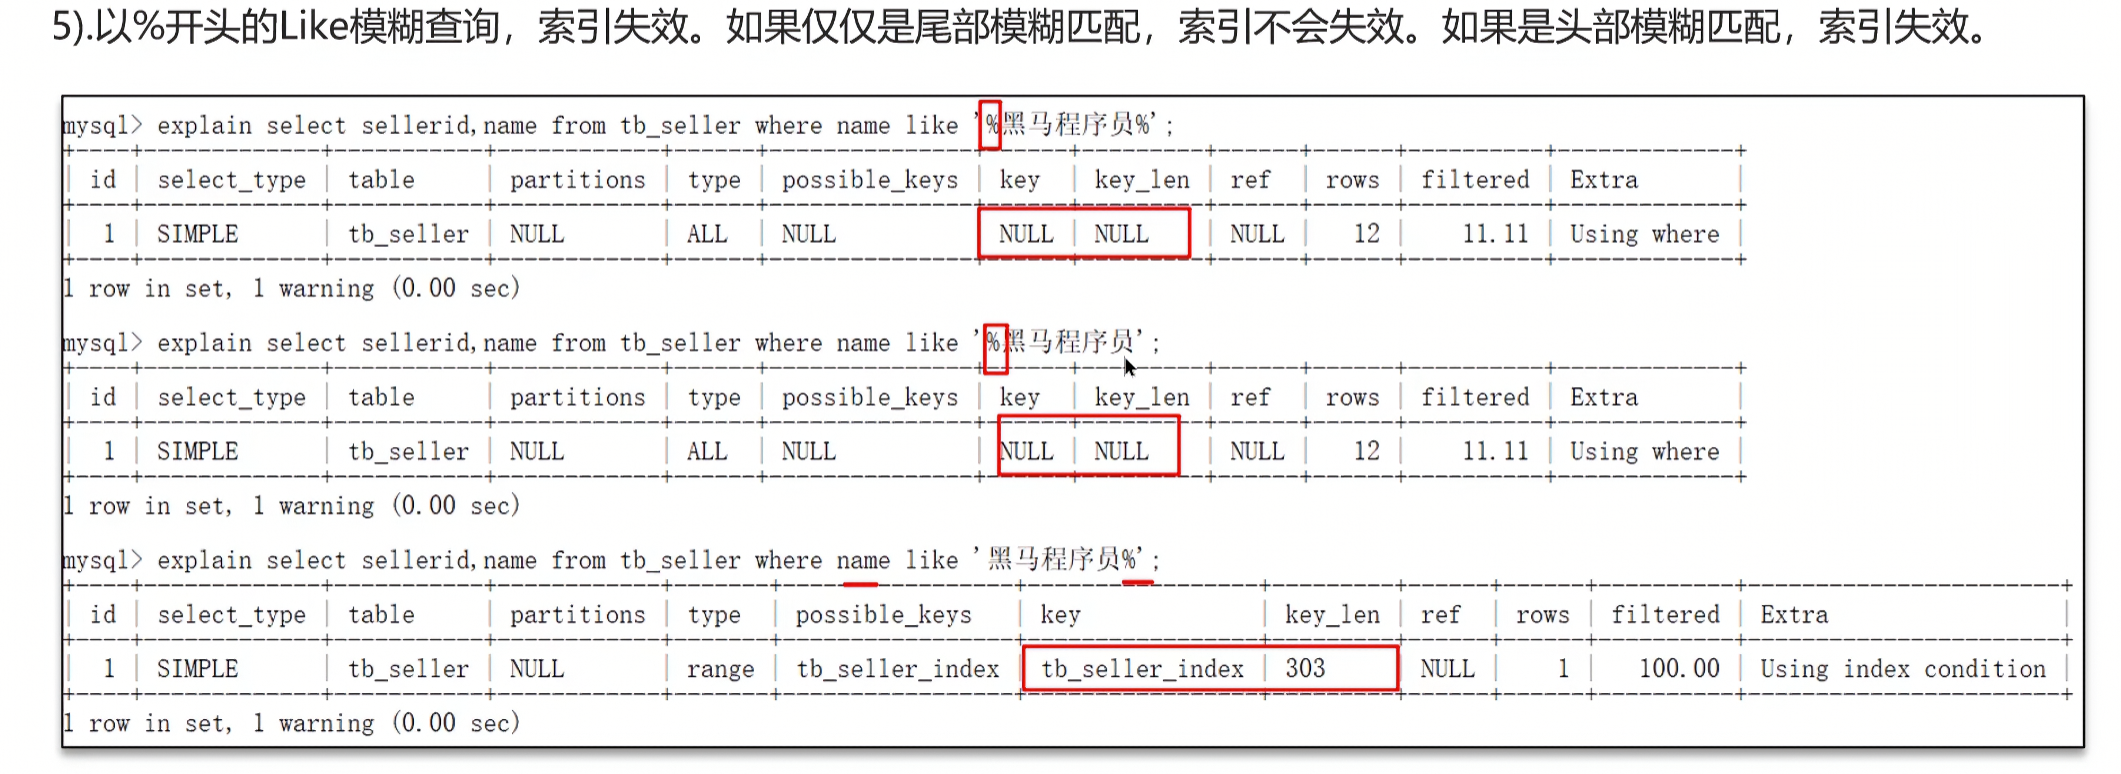 5).以%开头的Like模糊查询，索引失效。如果仅仅是尾部模糊匹配，索引不会失效。如果是头部模糊匹配，索引失效。
mysql> explain select sellerid,name from tb_seller where name like '%黑马程序员%';
| id | select_type | table | partitions | type | possible_keys | key | key_len | ref | rows | filtered | Extra |
| 1 | SIMPLE | tb_seller | NULL | ALL | NULL | NULL | NULL | NULL | 12 | 11.11 | Using where |
1 row in set, 1 warning (0.00 sec)
mysql> explain select sellerid,name from tb_seller where name like '%黑马程序员';
| id | select_type | table | partitions | type | possible_keys | key | key_len | ref | rows | filtered | Extra |
| 1 | SIMPLE | tb_seller | NULL | ALL | NULL | NULL | NULL | NULL | 12 | 11.11 | Using where |
1 row in set, 1 warning (0.00 sec)
mysql> explain select sellerid,name from tb_seller where name like '黑马程序员%';
| id | select_type | table | partitions | type | possible_keys | key | key_len | ref | rows | filtered | Extra |
| 1 | SIMPLE | tb_seller | NULL | range | tb_seller_index | tb_seller_index | 303 | NULL | 1 | 100.00 | Using index condition |
1 row in set, 1 warning (0.00 sec)